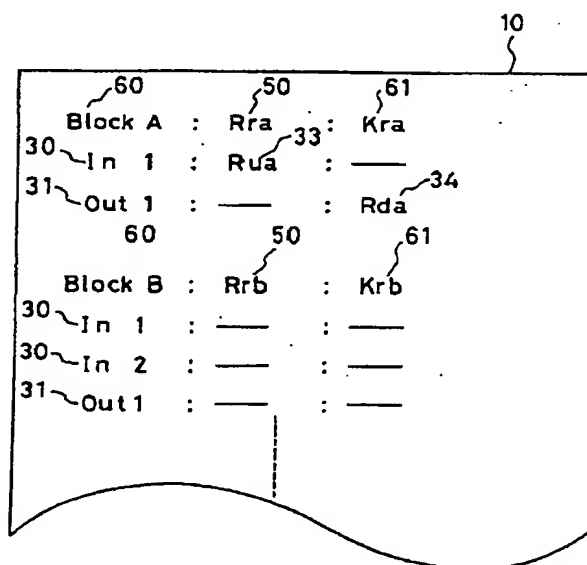 10
60 50 61
Block A : Rra : Kra
30 In 1 : Rua 33 : —
31 Out 1 : — : Rda 34
60 50 61
Block B : Rrb : Krb
30 In 1 : — : —
30 In 2 : — : —
31 Out 1 : — : —